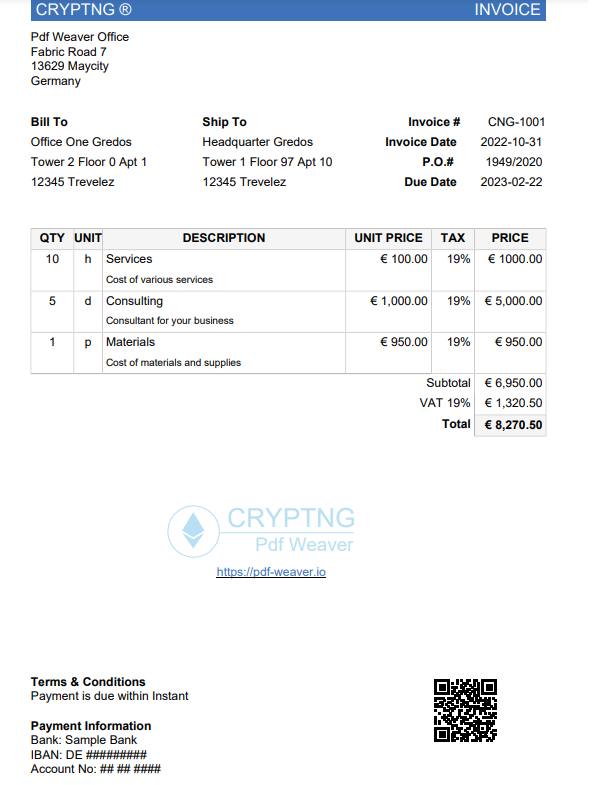 CRYPTNG ® INVOICE
Pdf Weaver Office
Fabric Road 7
13629 Maycity
Germany
Bill To Ship To Invoice # CNG-1001
Office One Gredos Headquarter Gredos Invoice Date 2022-10-31
Tower 2 Floor 0 Apt 1 Tower 1 Floor 97 Apt 10 P.O.# 1949/2020
12345 Trevelez 12345 Trevelez Due Date 2023-02-22
QTY UNIT DESCRIPTION UNIT PRICE TAX PRICE
10 h Services € 100.00 19% € 1000.00
Cost of various services
5 d Consulting € 1,000.00 19% € 5,000.00
Consultant for your business
1 p Materials € 950.00 19% € 950.00
Cost of materials and supplies
Subtotal € 6,950.00
VAT 19% € 1,320.50
Total € 8,270.50
CRYPTNG
Pdf Weaver
https://pdf-weaver.io
Terms & Conditions
Payment is due within Instant
Payment Information
Bank: Sample Bank
IBAN: DE #########
Account No: ## ## ####